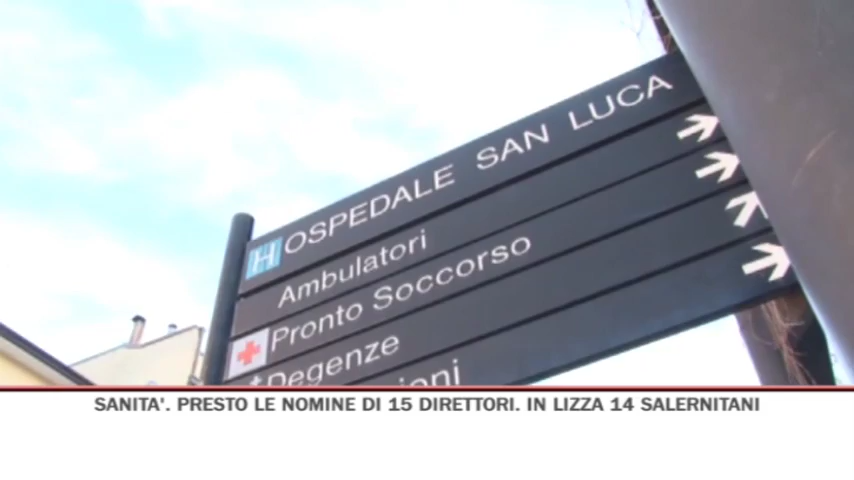 H OSPEDALE SAN LUCA
Ambulatori
Pronto Soccorso
Degenze
SANITA'. PRESTO LE NOMINE DI 15 DIRETTORI. IN LIZZA 14 SALERNITANI